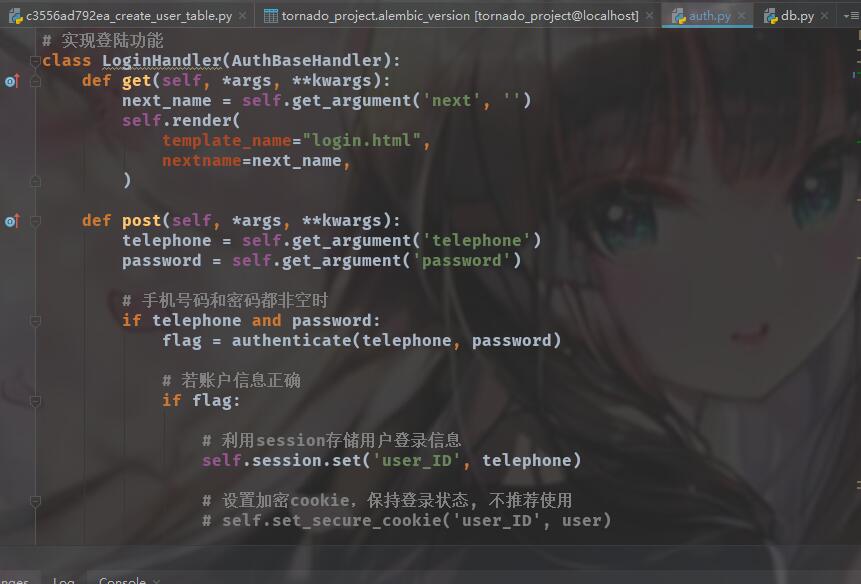 c3556ad792ea_create_user_table.py × tornado_project.alembic_version [tornado_project@localhost] × auth.py × db.py ×
# 实现登陆功能
class LoginHandler(AuthBaseHandler):
def get(self, *args, **kwargs):
next_name = self.get_argument('next', '')
self.render(
template_name="login.html",
nextname=next_name,
)
def post(self, *args, **kwargs):
telephone = self.get_argument('telephone')
password = self.get_argument('password')
# 手机号码和密码都非空时
if telephone and password:
flag = authenticate(telephone, password)
# 若账户信息正确
if flag:
# 利用session存储用户登录信息
self.session.set('user_ID', telephone)
# 设置加密cookie，保持登录状态, 不推荐使用
# self.set_secure_cookie('user_ID', user)
Log Console ×